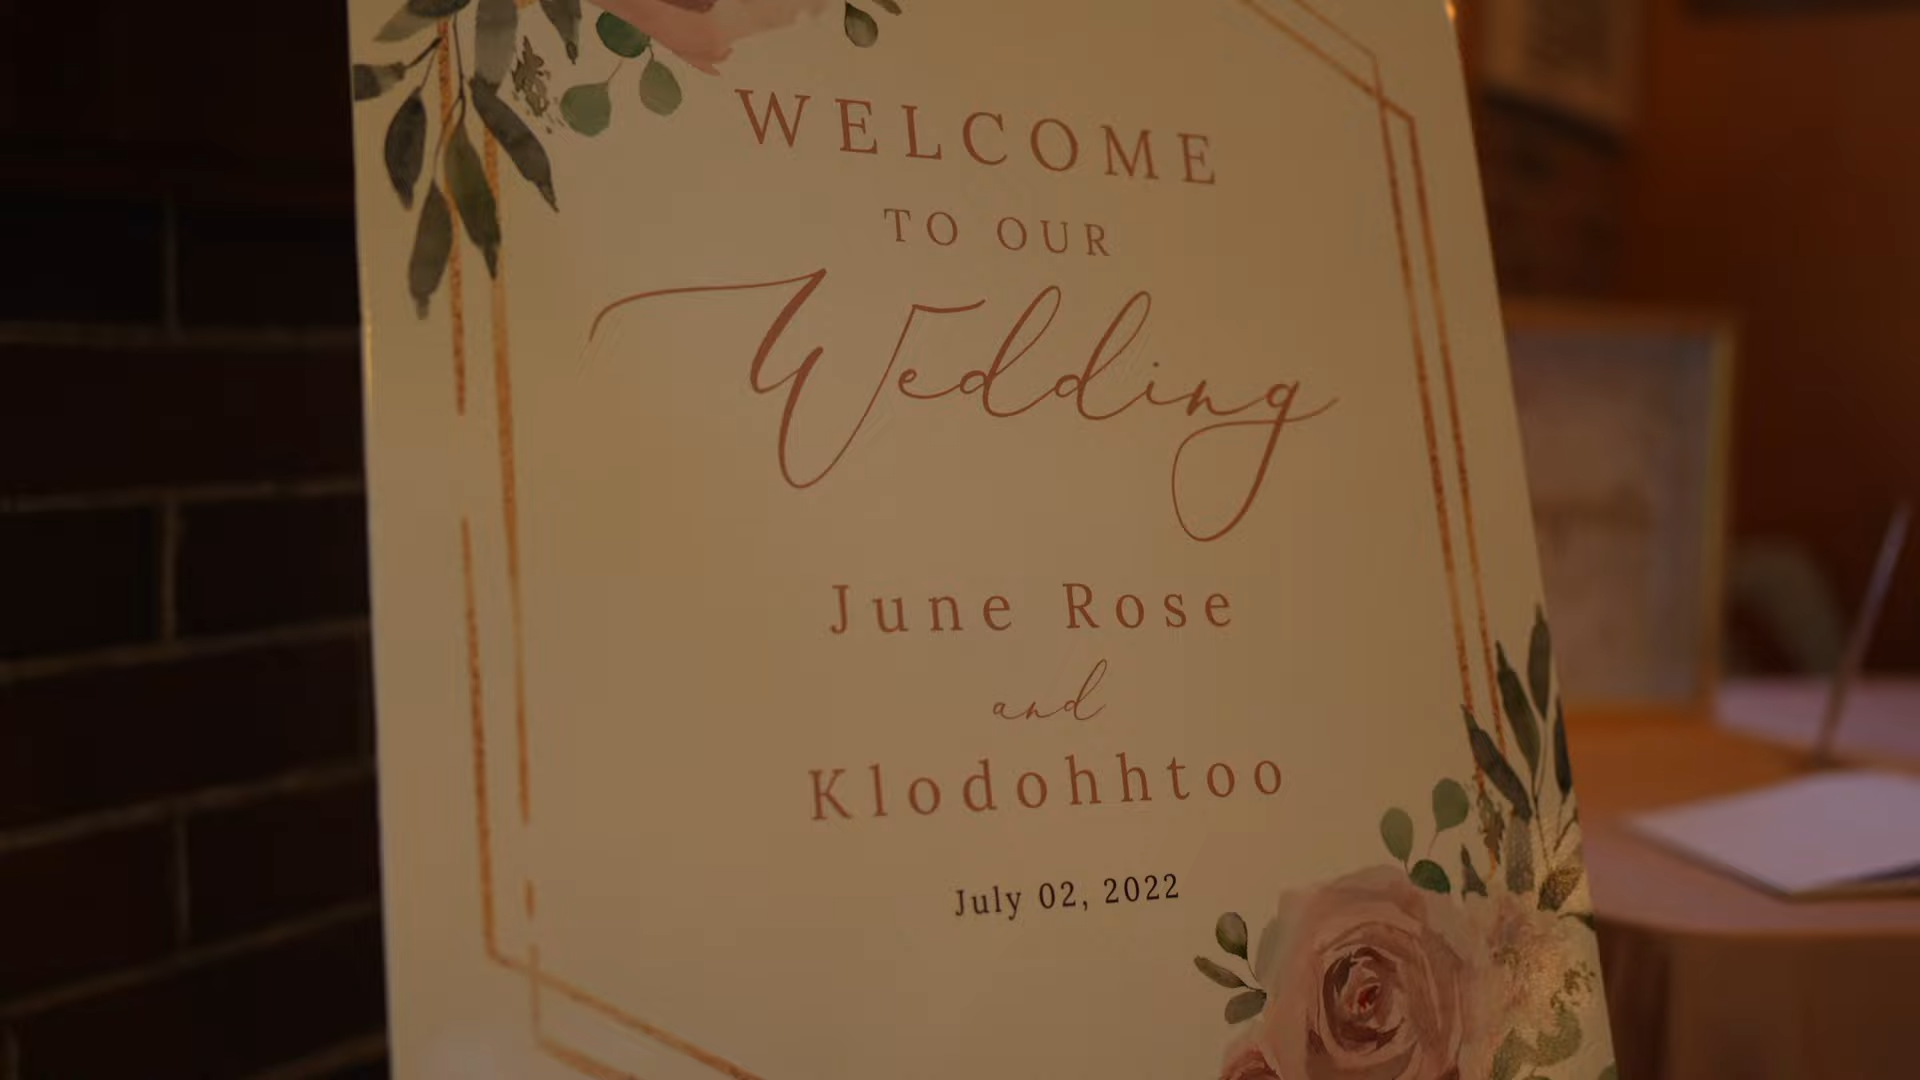 WELCOME
TO OUR
Wedding
June Rose
and
Klodohhtoo
July 02, 2022